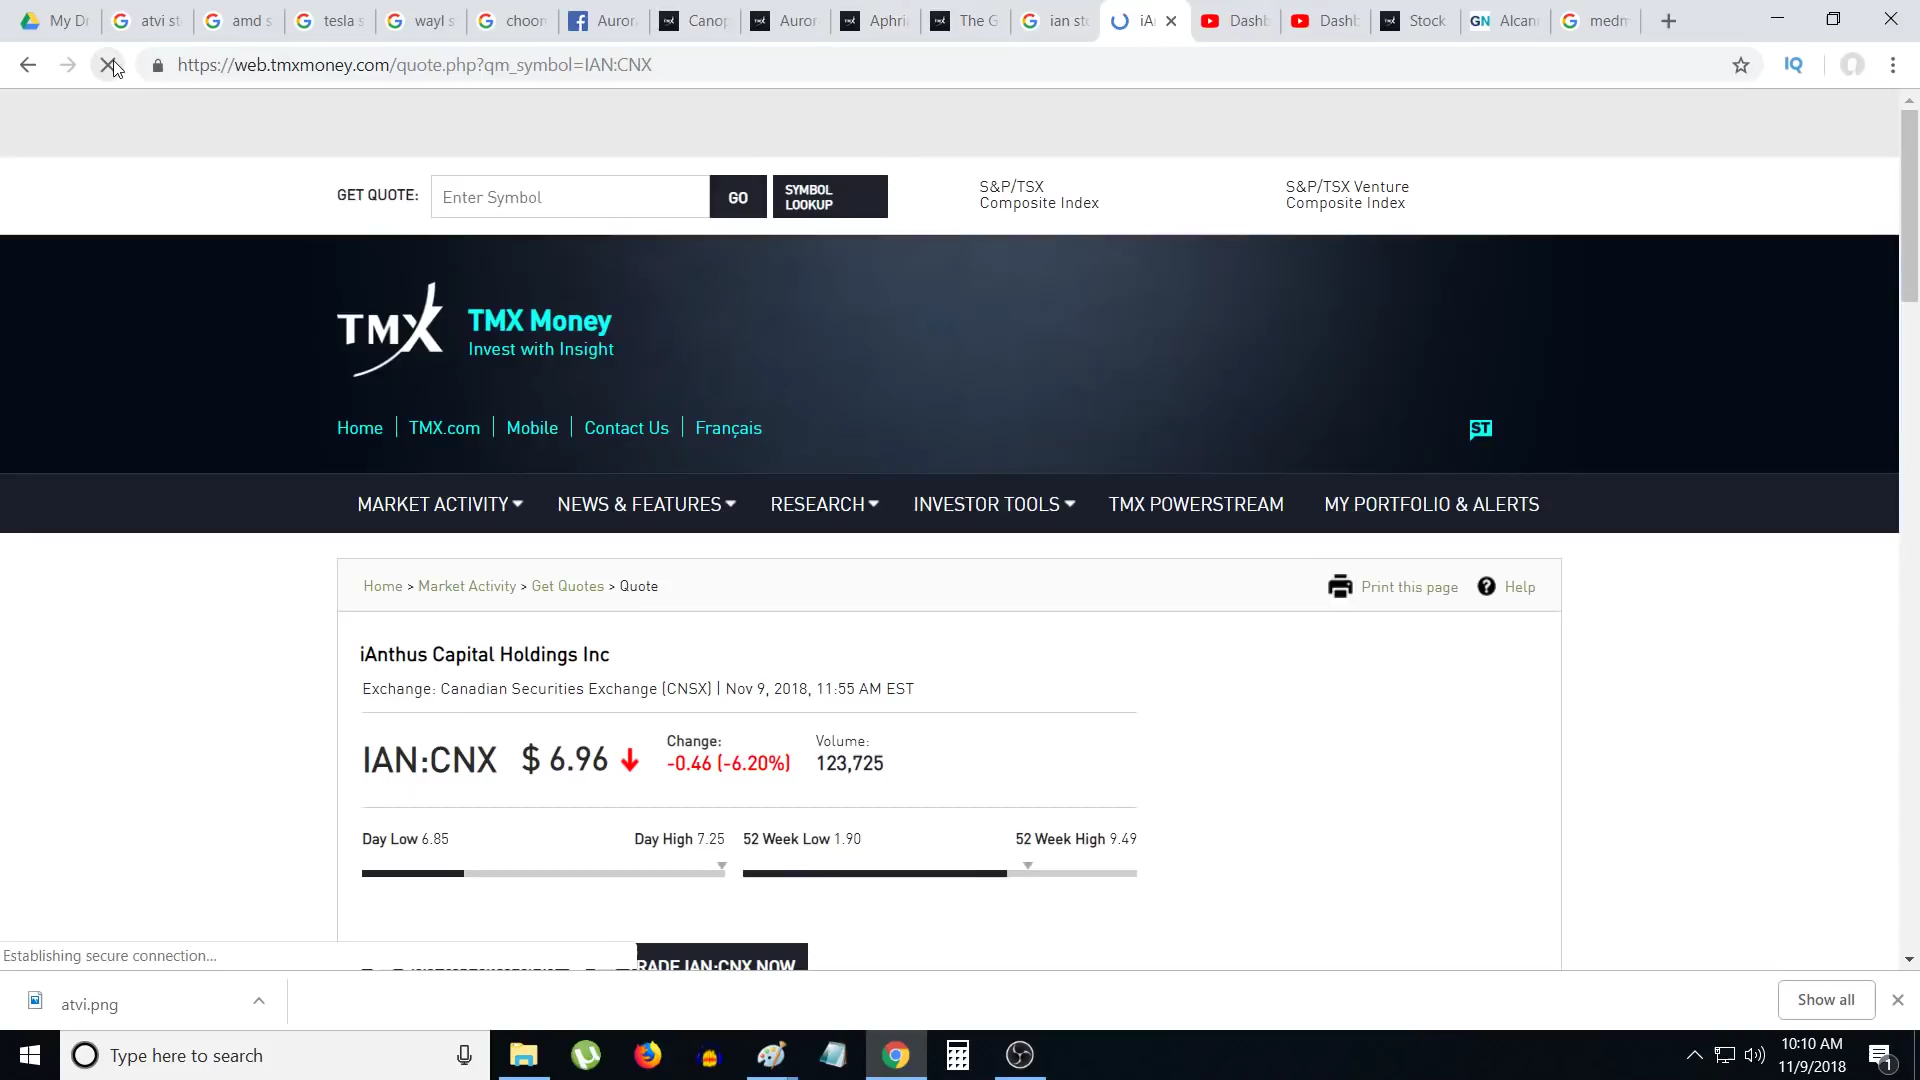 My Dr
atvi st
amd s
tesla s
wayl s
choom
Auror
Canop
Auror
Aphri
The G
ian sto
iA
Dashb
Dashb
Stock
GN Alcann
medm
https://web.tmxmoney.com/quote.php?qm_symbol=IAN:CNX
IQ
GET QUOTE:
Enter Symbol
GO
SYMBOL
LOOKUP
S&P/TSX
Composite Index
S&P/TSX Venture
Composite Index
TMX
TMX Money
Invest with Insight
Home
TMX.com
Mobile
Contact Us
Français
ST
MARKET ACTIVITY
NEWS & FEATURES
RESEARCH
INVESTOR TOOLS
TMX POWERSTREAM
MY PORTFOLIO & ALERTS
Home > Market Activity > Get Quotes > Quote
Print this page
Help
iAnthus Capital Holdings Inc
Exchange: Canadian Securities Exchange (CNSX) | Nov 9, 2018, 11:55 AM EST
IAN:CNX
$ 6.96
Change:
-0.46 (-6.20%)
Volume:
123,725
Day Low 6.85
Day High 7.25
52 Week Low 1.90
52 Week High 9.49
RADE IAN:CNX NOW
Establishing secure connection...
atvi.png
Show all
Type here to search
10:10 AM
11/9/2018
1